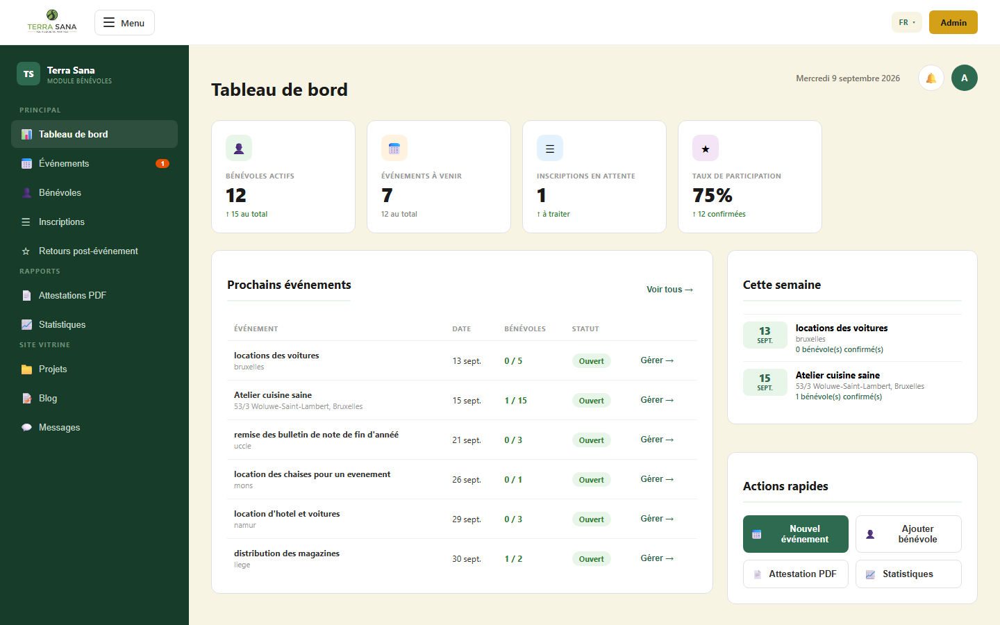 TERRA SANA
Menu
FR
Admin
TS
Terra Sana
MODULE BÉNÉVOLES
PRINCIPAL
Tableau de bord
Événements
1
Bénévoles
Inscriptions
Retours post-événement
RAPPORTS
Attestations PDF
Statistiques
SITE VITRINE
Projets
Blog
Messages
Tableau de bord
Mercredi 9 septembre 2026
A
BÉNÉVOLES ACTIFS
12
↑ 15 au total
ÉVÉNEMENTS À VENIR
7
12 au total
INSCRIPTIONS EN ATTENTE
1
↑ à traiter
TAUX DE PARTICIPATION
75%
↑ 12 confirmées
Prochains événements
Voir tous →
ÉVÉNEMENT DATE BÉNÉVOLES STATUT
locations des voitures
bruxelles
13 sept. 0 / 5 Ouvert Gérer →
Atelier cuisine saine
53/3 Woluwe-Saint-Lambert, Bruxelles
15 sept. 1 / 15 Ouvert Gérer →
remise des bulletin de note de fin d'annéé
uccle
21 sept. 0 / 3 Ouvert Gérer →
location des chaises pour un evenement
mons
26 sept. 0 / 1 Ouvert Gérer →
location d'hotel et voitures
namur
29 sept. 0 / 3 Ouvert Gérer →
distribution des magazines
liege
30 sept. 1 / 2 Ouvert Gérer →
Cette semaine
13
SEPT.
locations des voitures
bruxelles
0 bénévole(s) confirmé(s)
15
SEPT.
Atelier cuisine saine
53/3 Woluwe-Saint-Lambert, Bruxelles
1 bénévole(s) confirmé(s)
Actions rapides
Nouvel
événement
Ajouter
bénévole
Attestation PDF
Statistiques